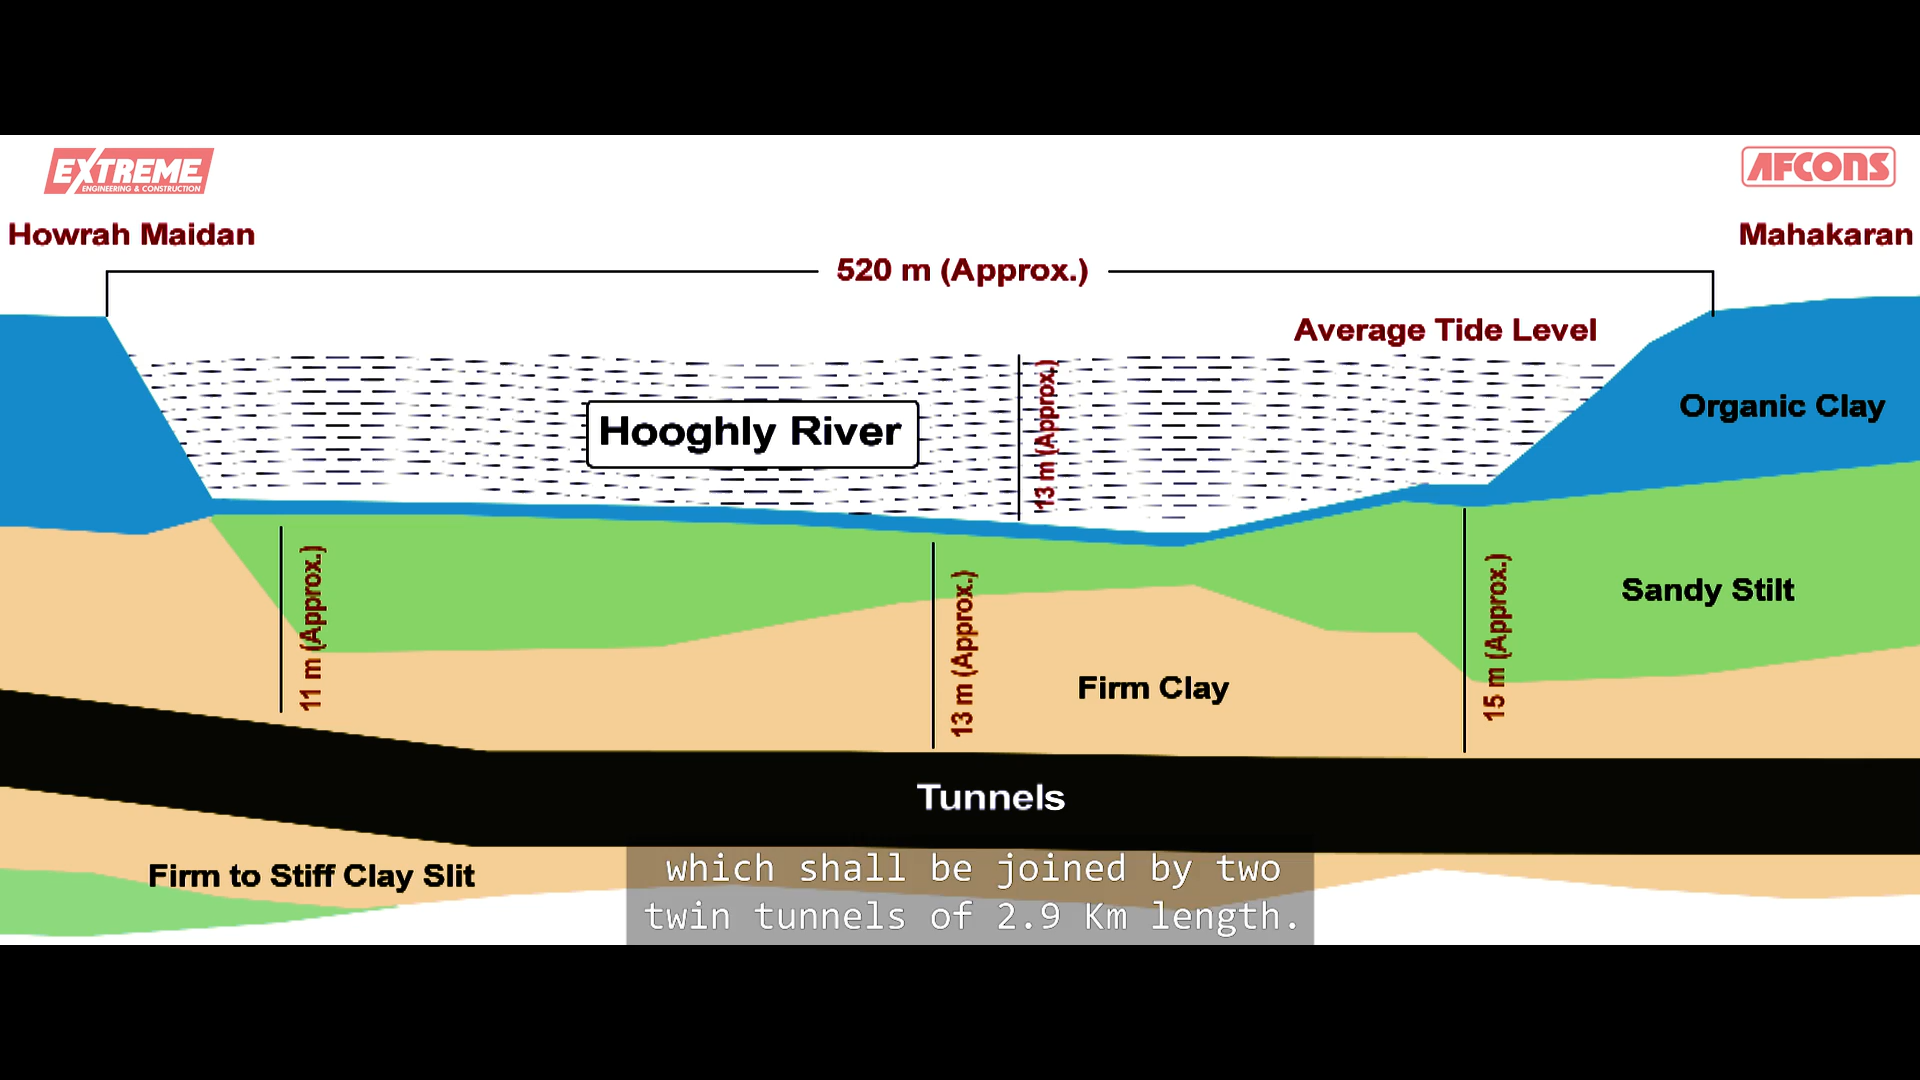 EXTREME
ENGINEERING & CONSTRUCTION
AFCONS
Howrah Maidan
Mahakaran
520 m (Approx.)
Average Tide Level
13 m (Approx.)
Hooghly River
Organic Clay
11 m (Approx.)
13 m (Approx.)
15 m (Approx.)
Sandy Stilt
Firm Clay
Tunnels
Firm to Stiff Clay Slit
which shall be joined by two
twin tunnels of 2.9 Km length.